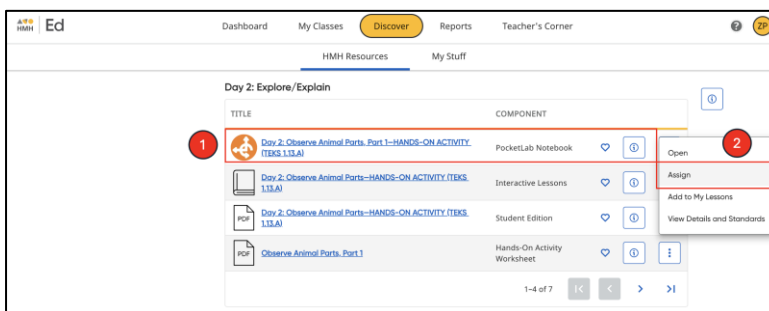 HMH Ed
Dashboard My Classes Discover Reports Teacher's Corner ? ZP
HMH Resources My Stuff
Day 2: Explore/Explain
TITLE COMPONENT
1
Day 2: Observe Animal Parts, Part 1—HANDS-ON ACTIVITY
(TEKS 1.13.A)
PocketLab Notebook
2
Open
Assign
Add to My Lessons
View Details and Standards
Day 2: Observe Animal Parts—HANDS-ON ACTIVITY (TEKS
1.13.A)
Interactive Lessons
PDF
Day 2: Observe Animal Parts—HANDS-ON ACTIVITY (TEKS
1.13.A)
Student Edition
PDF
Observe Animal Parts, Part 1
Hands-On Activity
Worksheet
1-4 of 7